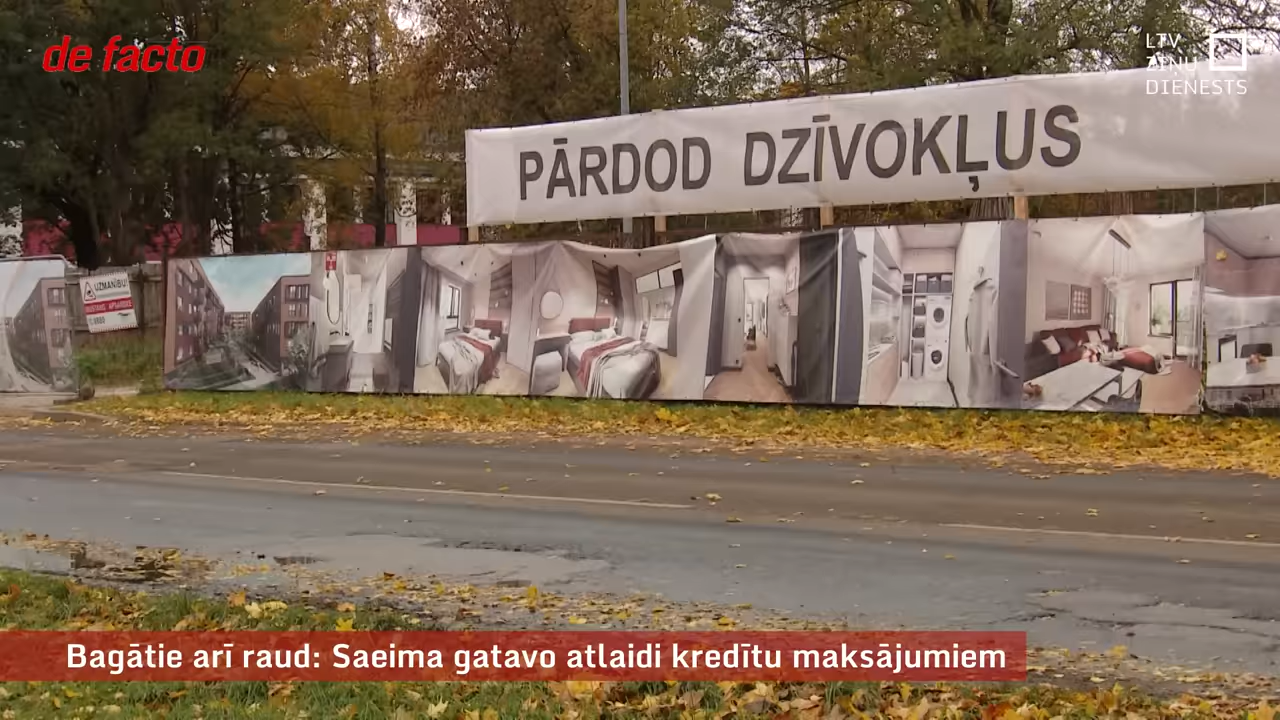 de facto
LTV
ZIŅU
DIENESTS
PĀRDOD DZĪVOKĻUS
UZMANĪBU!
Bagātie arī raud: Saeima gatavo atlaidi kredītu maksājumiem